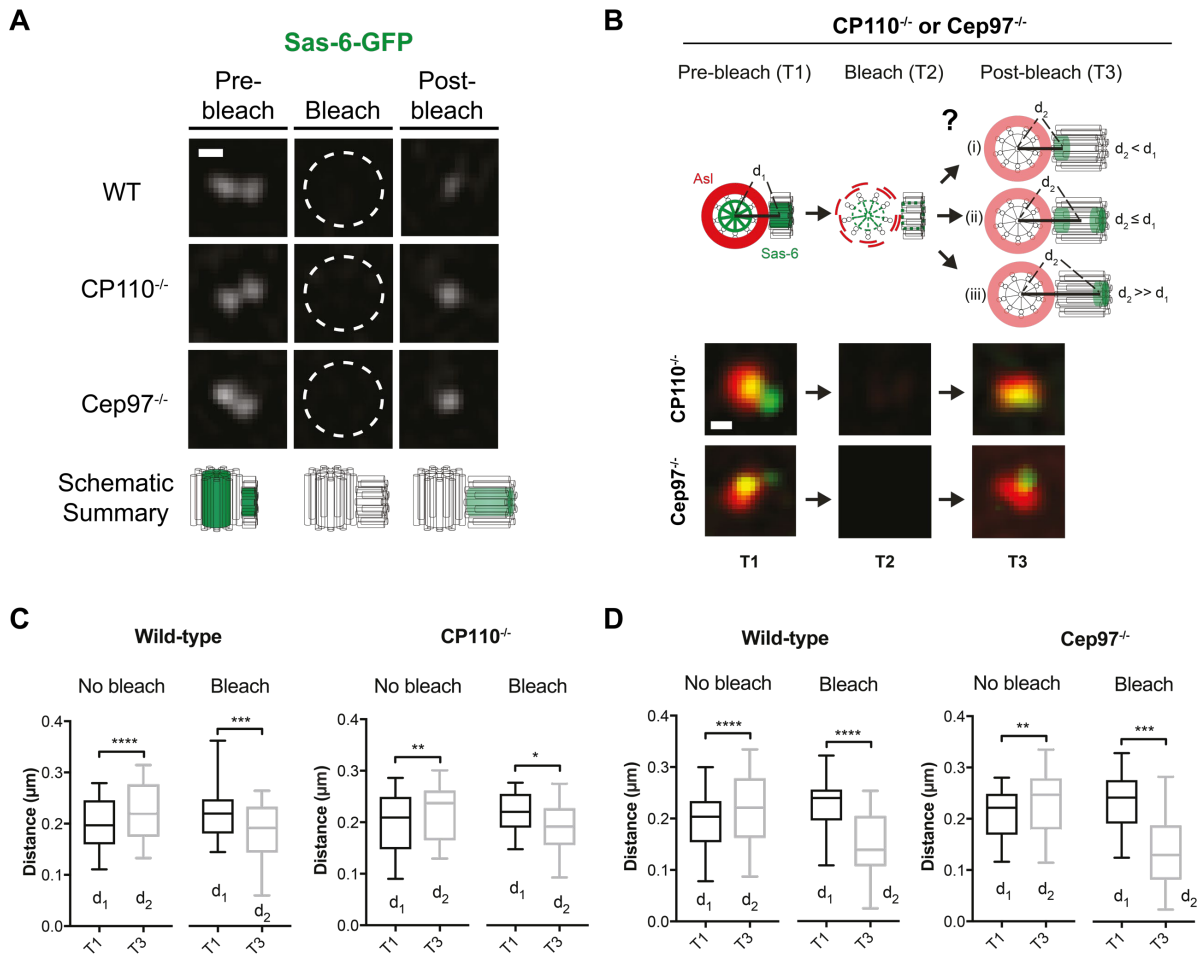 A
Sas-6-GFP
Pre-
bleach
Bleach
Post-
bleach
WT
CP110-/-
Cep97-/-
Schematic
Summary
B
CP110-/- or Cep97-/-
Pre-bleach (T1)
Bleach (T2)
Post-bleach (T3)
Asl
d1
Sas-6
?
(i)
d2
d2 < d1
(ii)
d2
d2 ≤ d1
(iii)
d2
d2 >> d1
CP110-/-
Cep97-/-
T1
T2
T3
C
Wild-type
CP110-/-
No bleach
Bleach
No bleach
Bleach
Distance (µm)
0.4
0.3
0.2
0.1
0.0
****
***
d1
d2
d2
T1
T3
T1
T3
Distance (µm)
0.4
0.3
0.2
0.1
0.0
**
*
d1
d2
d1
d2
T1
T3
T1
T3
D
Wild-type
Cep97-/-
No bleach
Bleach
No bleach
Bleach
Distance (µm)
0.4
0.3
0.2
0.1
0.0
****
****
d1
d2
d1
d2
T1
T3
T1
T3
Distance (µm)
0.4
0.3
0.2
0.1
0.0
**
***
d1
d2
d1
d2
T1
T3
T1
T3